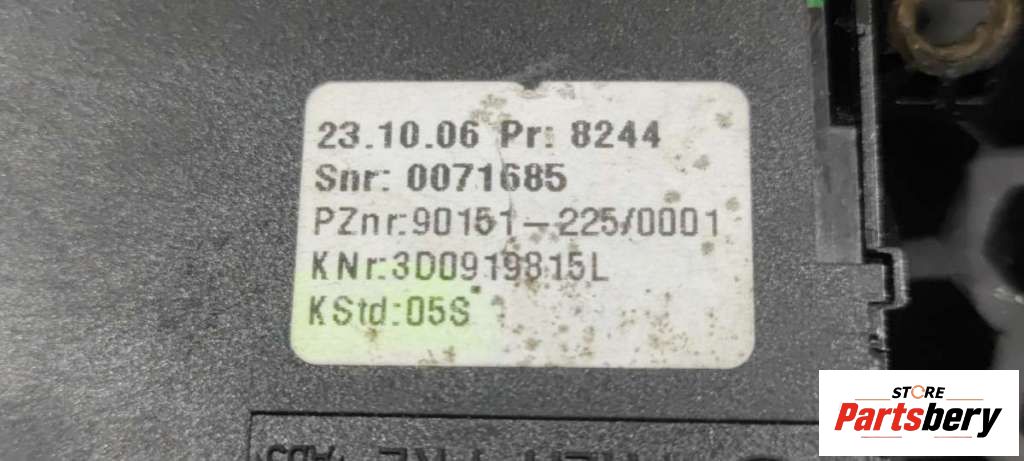 23.10.06 Pr: 8244
Snr: 0071685
PZnr:90151-225/0001
KNr:3D0919815L
KStd:05S
STORE
Partsbery